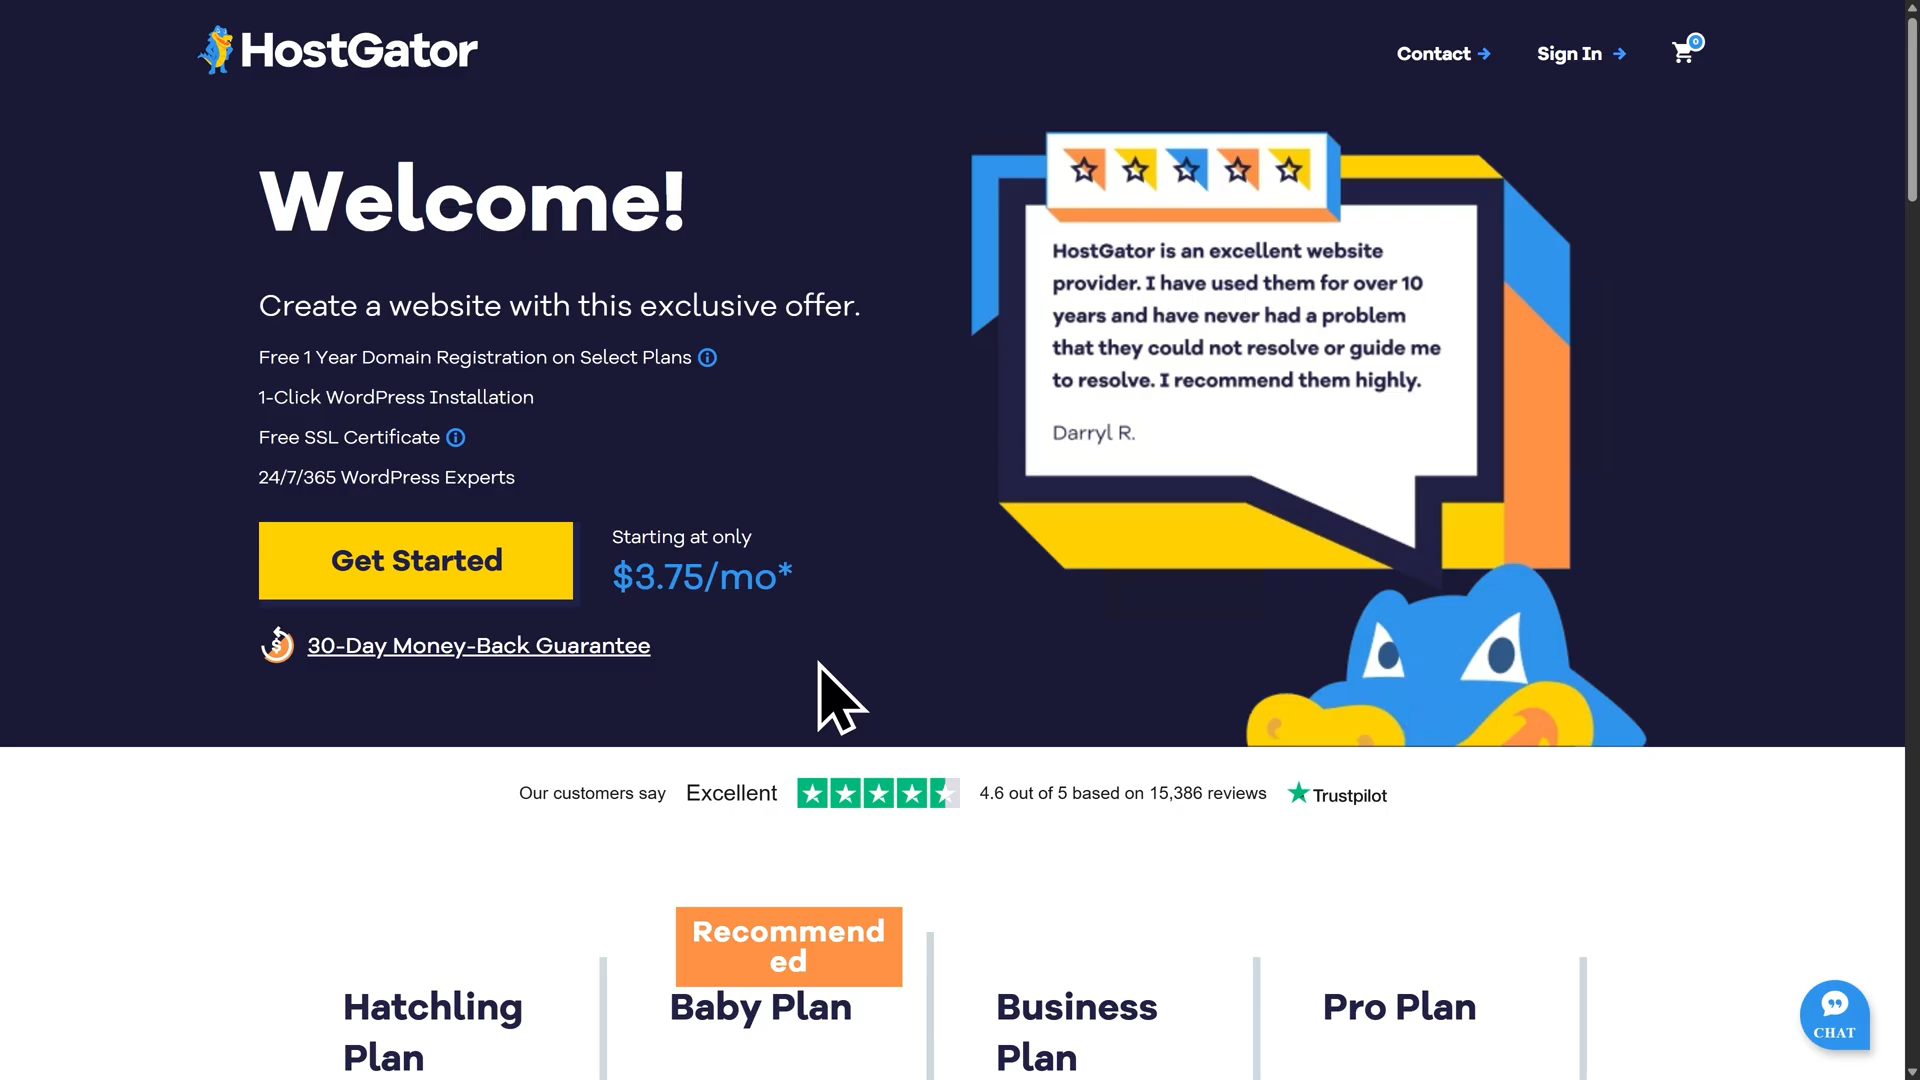 HostGator
Contact
Sign In
0
Welcome!
Create a website with this exclusive offer.
Free 1 Year Domain Registration on Select Plans
1-Click WordPress Installation
Free SSL Certificate
24/7/365 WordPress Experts
Get Started
Starting at only
$3.75/mo*
30-Day Money-Back Guarantee
HostGator is an excellent website
provider. I have used them for over 10
years and have never had a problem
that they could not resolve or guide me
to resolve. I recommend them highly.
Darryl R.
Our customers say Excellent 4.6 out of 5 based on 15,386 reviews Trustpilot
Recommend
ed
Hatchling
Plan
Baby Plan
Business
Plan
Pro Plan
CHAT